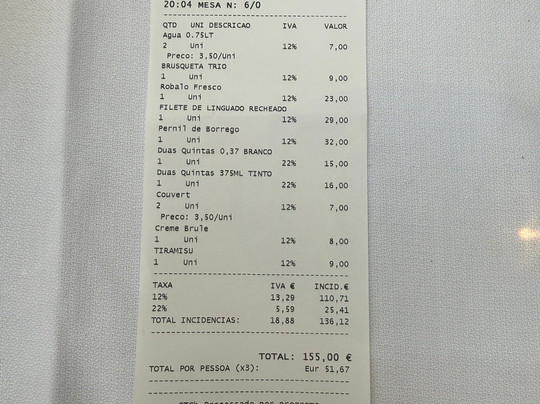 20:04 MESA N: 6/0
QTD UNI DESCRICAO IVA VALOR
Agua 0.75LT
2 Uni 12% 7,00
Preco: 3,50/Uni
BRUSQUETA TRIO
1 Uni 12% 9,00
Robalo Fresco
1 Uni 12% 23,00
FILETE DE LINGUADO RECHEADO
1 Uni 12% 29,00
Pernil de Borrego
1 Uni 12% 32,00
Duas Quintas 0,37 BRANCO
1 Uni 22% 15,00
Duas Quintas 375ML TINTO
1 Uni 22% 16,00
Couvert
2 Uni 12% 7,00
Preco: 3,50/Uni
Creme Brule
1 Uni 12% 8,00
TIRAMISU
1 Uni 12% 9,00
TAXA IVA € INCID.€
12% 13,29 110,71
22% 5,59 25,41
TOTAL INCIDENCIAS: 18,88 136,12
TOTAL: 155,00 €
TOTAL POR PESSOA (x3): Eur 51,67